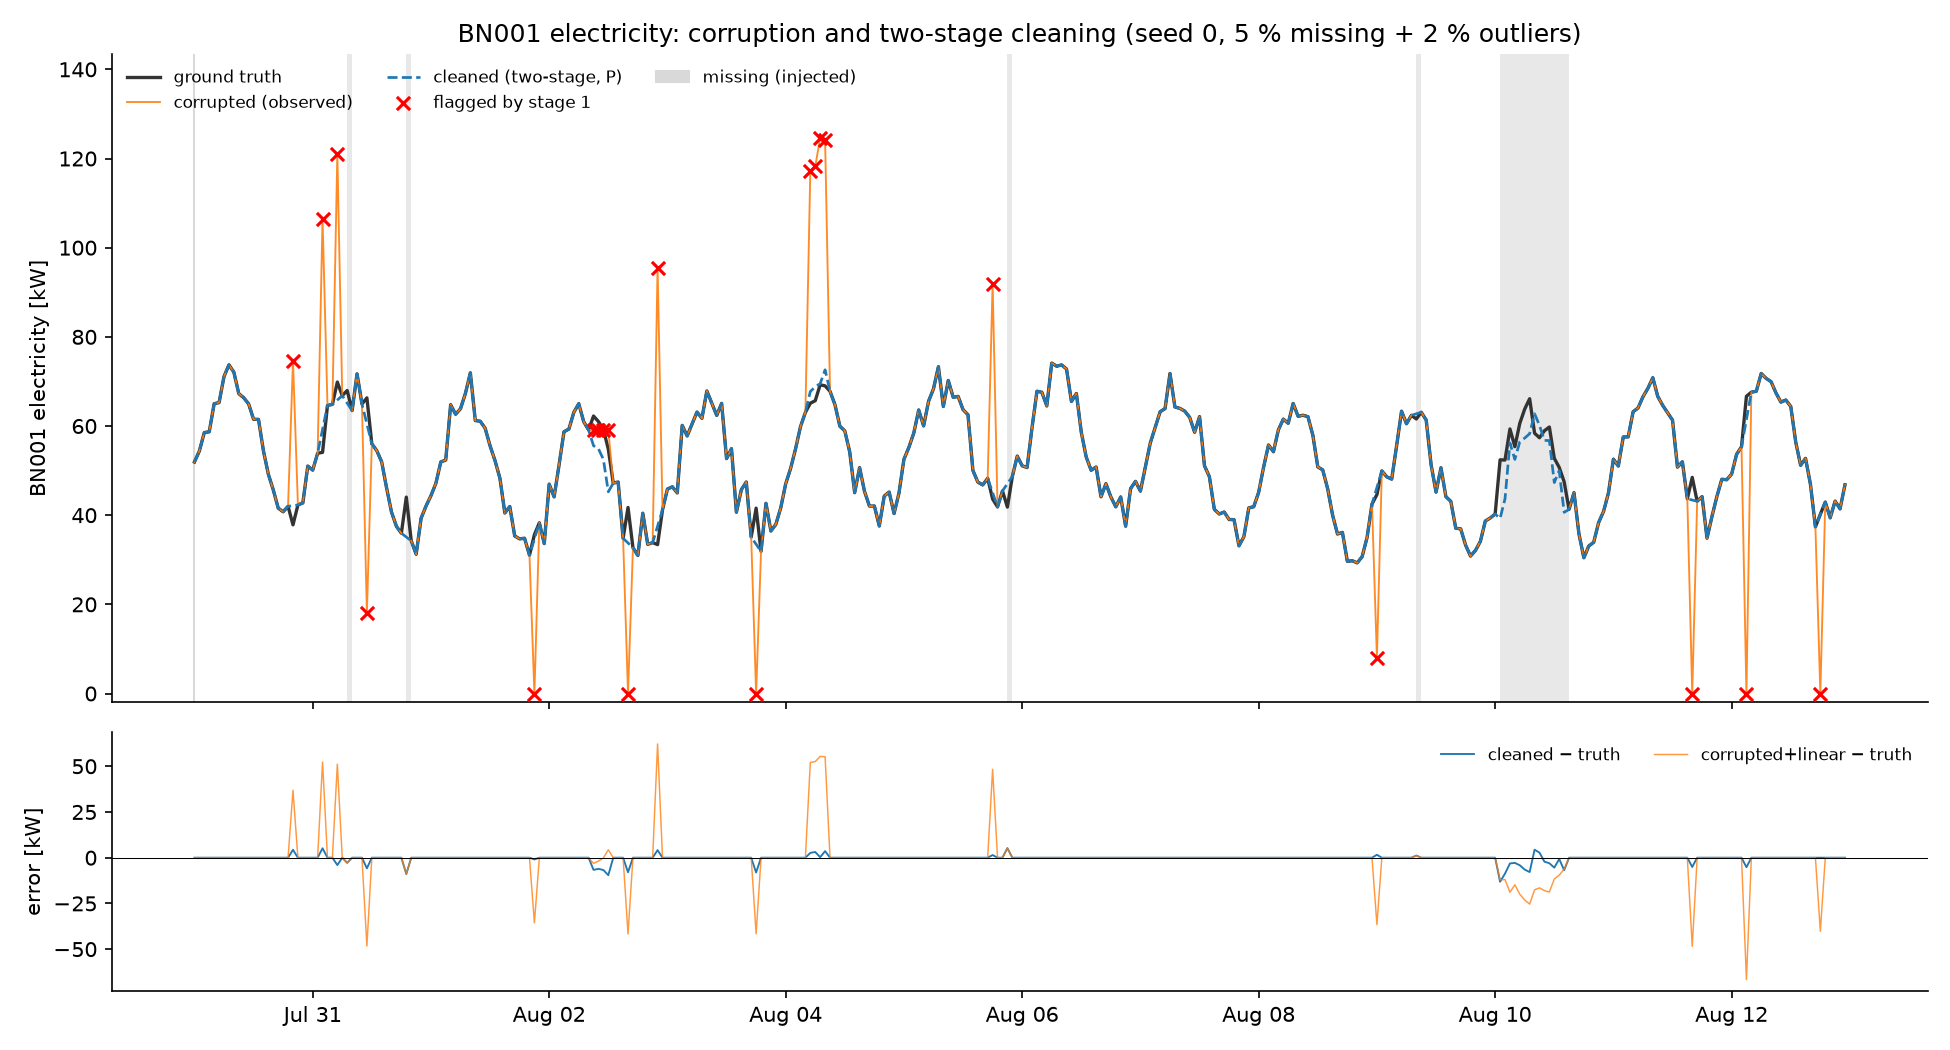 BN001 electricity: corruption and two-stage cleaning (seed 0, 5 % missing + 2 % outliers)
ground truth
corrupted (observed)
cleaned (two-stage, P)
flagged by stage 1
missing (injected)
BN001 electricity [kW]
140
120
100
80
60
40
20
0
cleaned − truth
corrupted+linear − truth
error [kW]
50
25
0
−25
−50
Jul 31
Aug 02
Aug 04
Aug 06
Aug 08
Aug 10
Aug 12